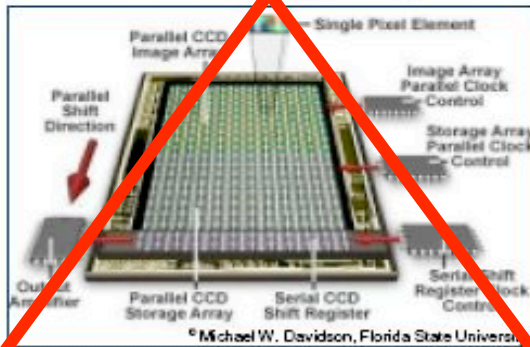 Single Pixel Element
Parallel CCD
Image Array
Image Array
Parallel Clock
Control
Parallel
Shift
Direction
Storage Array
Parallel Clock
Control
Output
Amplifier
Parallel CCD
Storage Array
Serial CCD
Shift Register
Serial Shift
Register Clock
Control
© Michael W. Davidson, Florida State